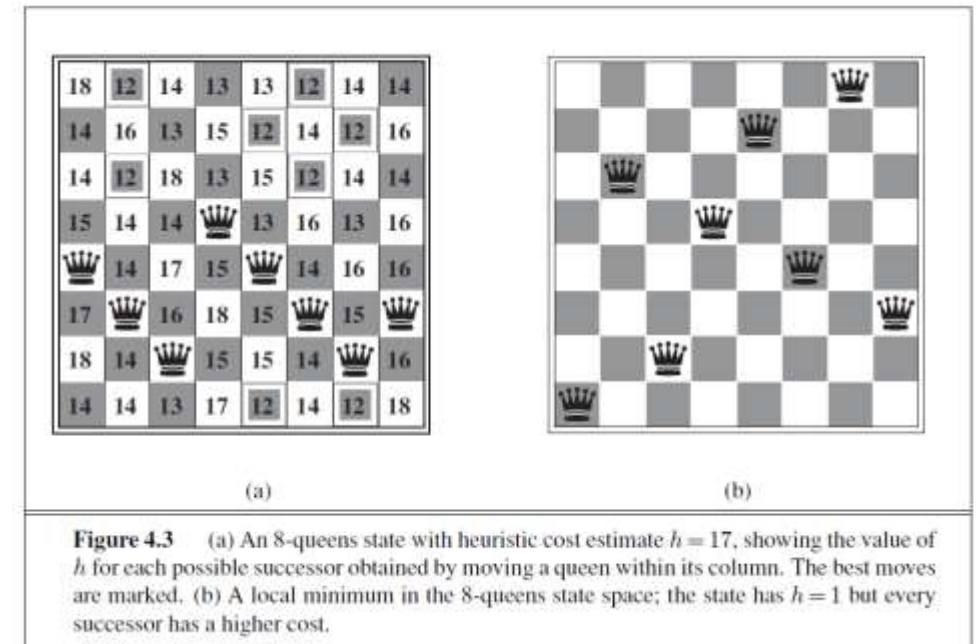 18 12 14 13 13 12 14 14
14 16 13 15 12 14 12 16
14 12 18 13 15 12 14 14
15 14 14 13 16 13 16
14 17 15 14 16 16
17 16 18 15 15
18 14 15 15 14 16
14 14 13 17 12 14 12 18
(a)
(b)
Figure 4.3 (a) An 8-queens state with heuristic cost estimate h = 17, showing the value of
h for each possible successor obtained by moving a queen within its column. The best moves
are marked. (b) A local minimum in the 8-queens state space; the state has h = 1 but every
successor has a higher cost.